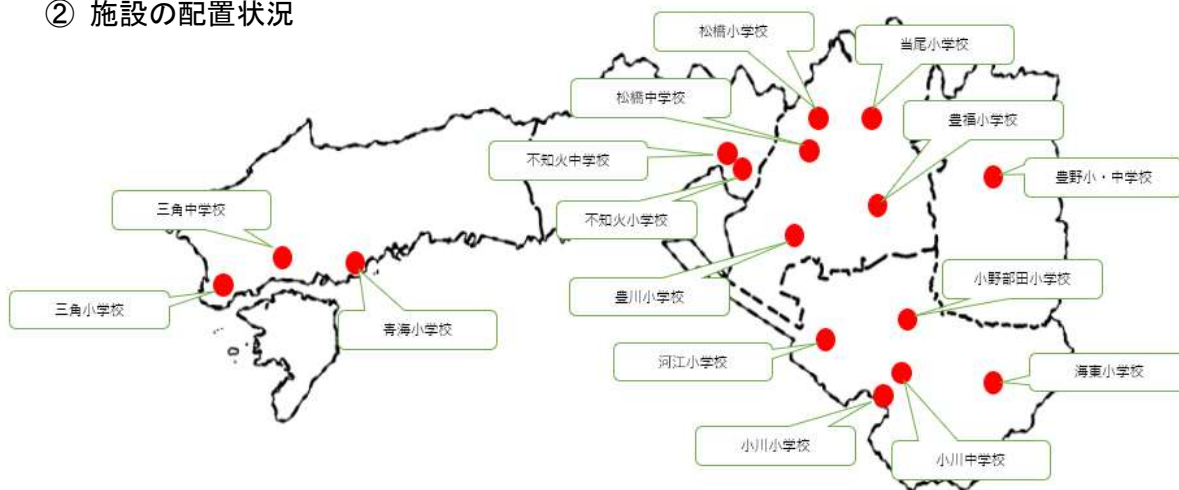 ② 施設の配置状況
松橋小学校
当尾小学校
松橋中学校
豊福小学校
不知火中学校
豊野小・中学校
三角中学校
不知火小学校
小野部田小学校
豊川小学校
三角小学校
青海小学校
河江小学校
海東小学校
小川小学校
小川中学校